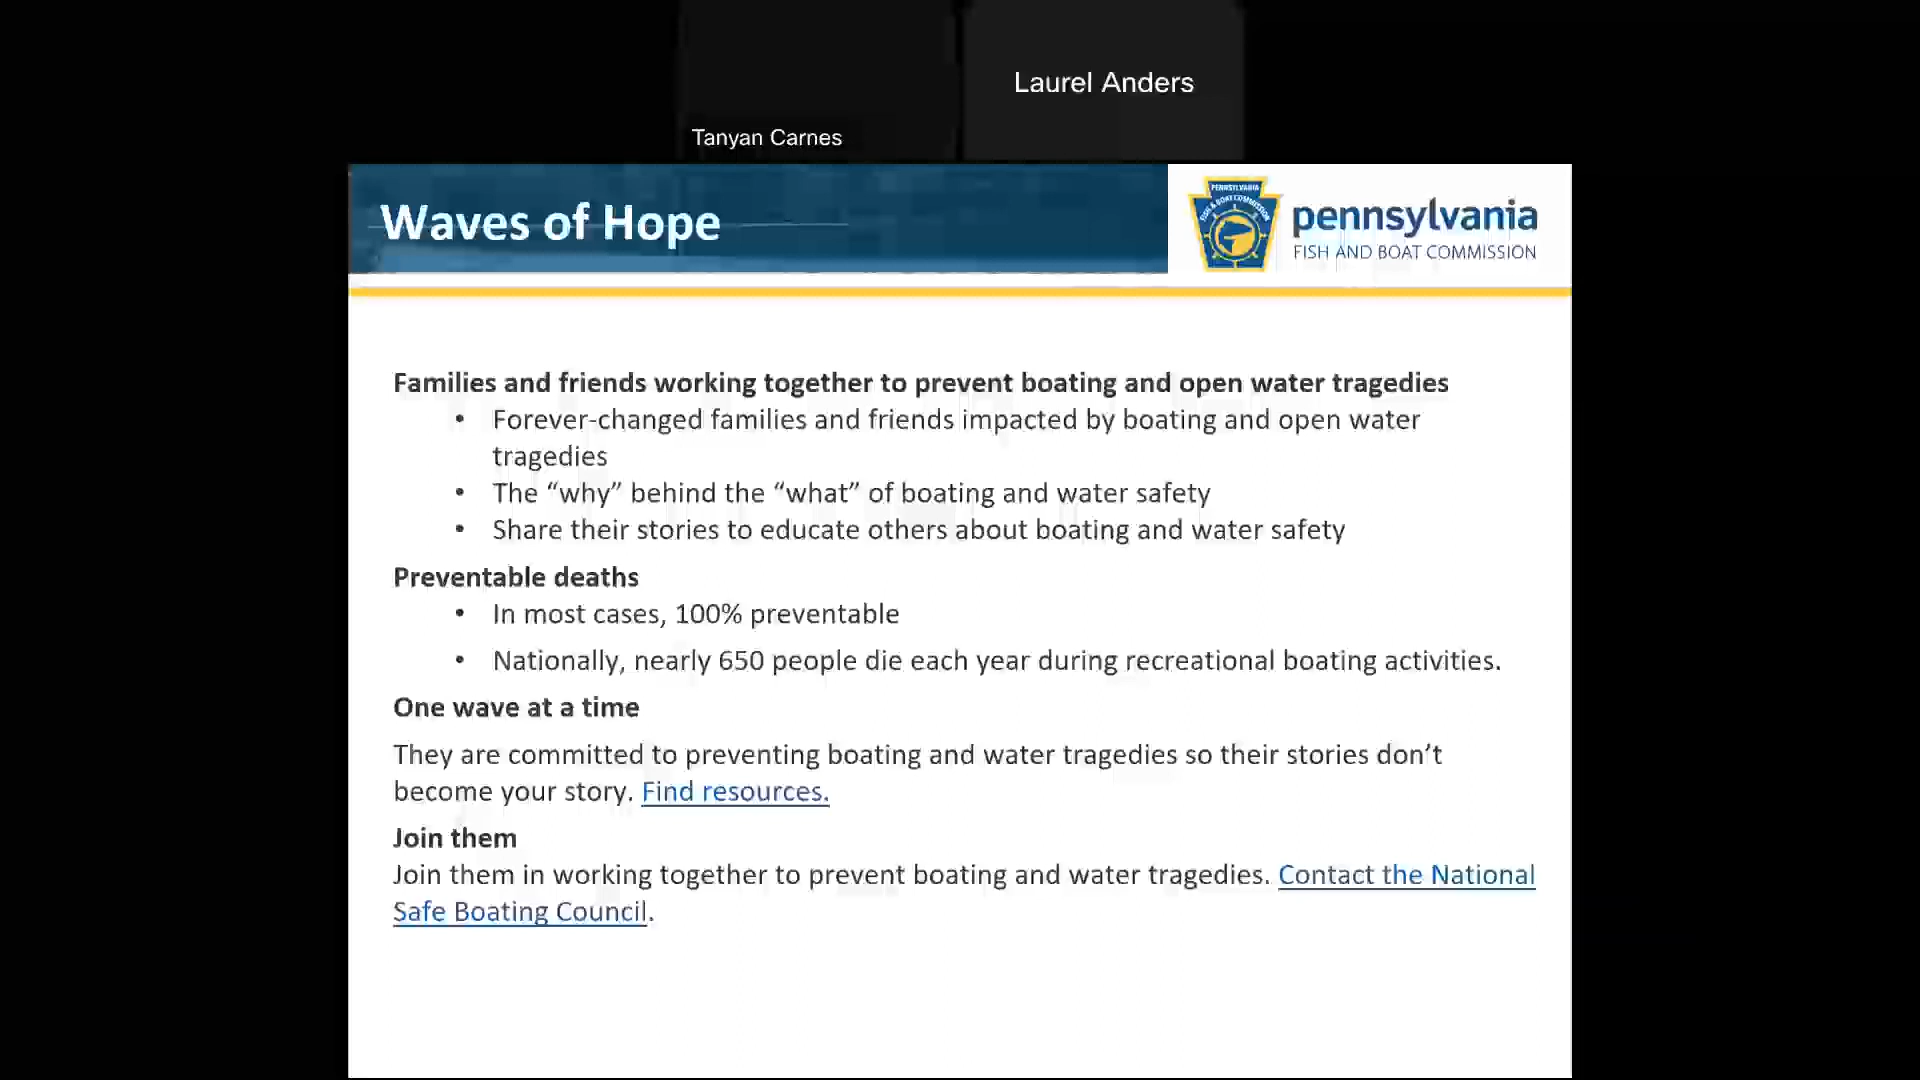 Laurel Anders
Tanyan Carnes
Waves of Hope
PENNSYLVANIA
FISH & BOAT COMMISSION
pennsylvania
FISH AND BOAT COMMISSION
Families and friends working together to prevent boating and open water tragedies
• Forever-changed families and friends impacted by boating and open water
tragedies
• The “why” behind the “what” of boating and water safety
• Share their stories to educate others about boating and water safety
Preventable deaths
• In most cases, 100% preventable
• Nationally, nearly 650 people die each year during recreational boating activities.
One wave at a time
They are committed to preventing boating and water tragedies so their stories don’t
become your story. Find resources.
Join them
Join them in working together to prevent boating and water tragedies. Contact the National
Safe Boating Council.